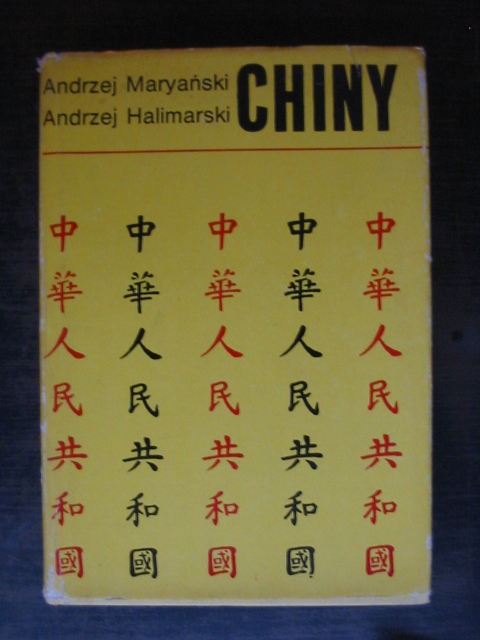 Andrzej Maryański
Andrzej Halimarski
CHINY
中華人民共和國
中華人民共和國
中華人民共和國
中華人民共和國
中華人民共和國